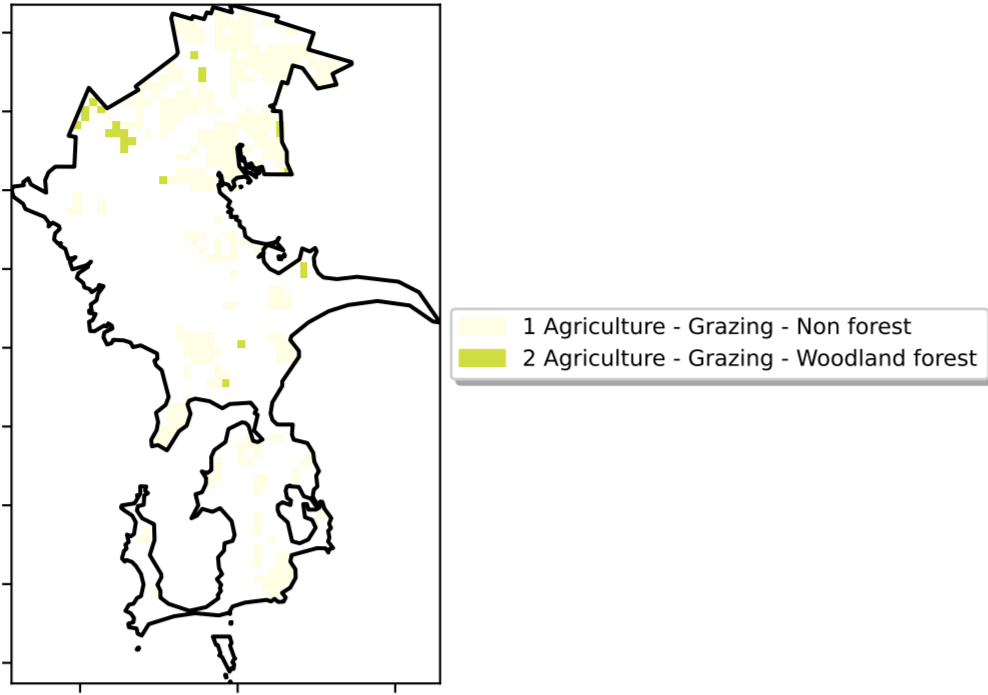 1 Agriculture - Grazing - Non forest
2 Agriculture - Grazing - Woodland forest